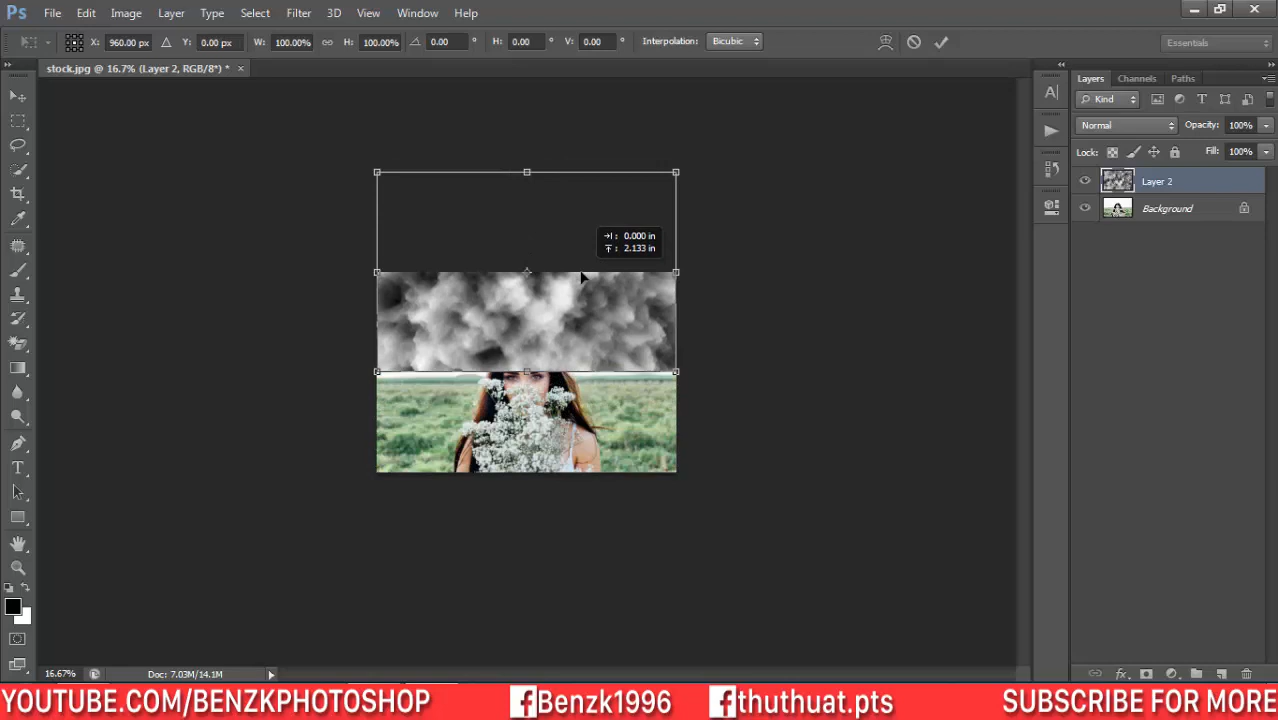 Ps File Edit Image Layer Type Select Filter 3D View Window Help
X: 960.00 px Y: 0.00 px W: 100.00% H: 100.00% 0.00 ° H: 0.00 ° V: 0.00 ° Interpolation: Bicubic Essentials
stock.jpg @ 16.7% (Layer 2, RGB/8*) * ×
Layers Channels Paths
Kind
Normal Opacity: 100%
Lock: Fill: 100%
Layer 2
Background
0.000 in
2.133 in
16.67% Doc: 7.03M/14.1M
YOUTUBE.COM/BENZKPHOTOSHOP Benzk1996 thuthuat.pts SUBSCRIBE FOR MORE